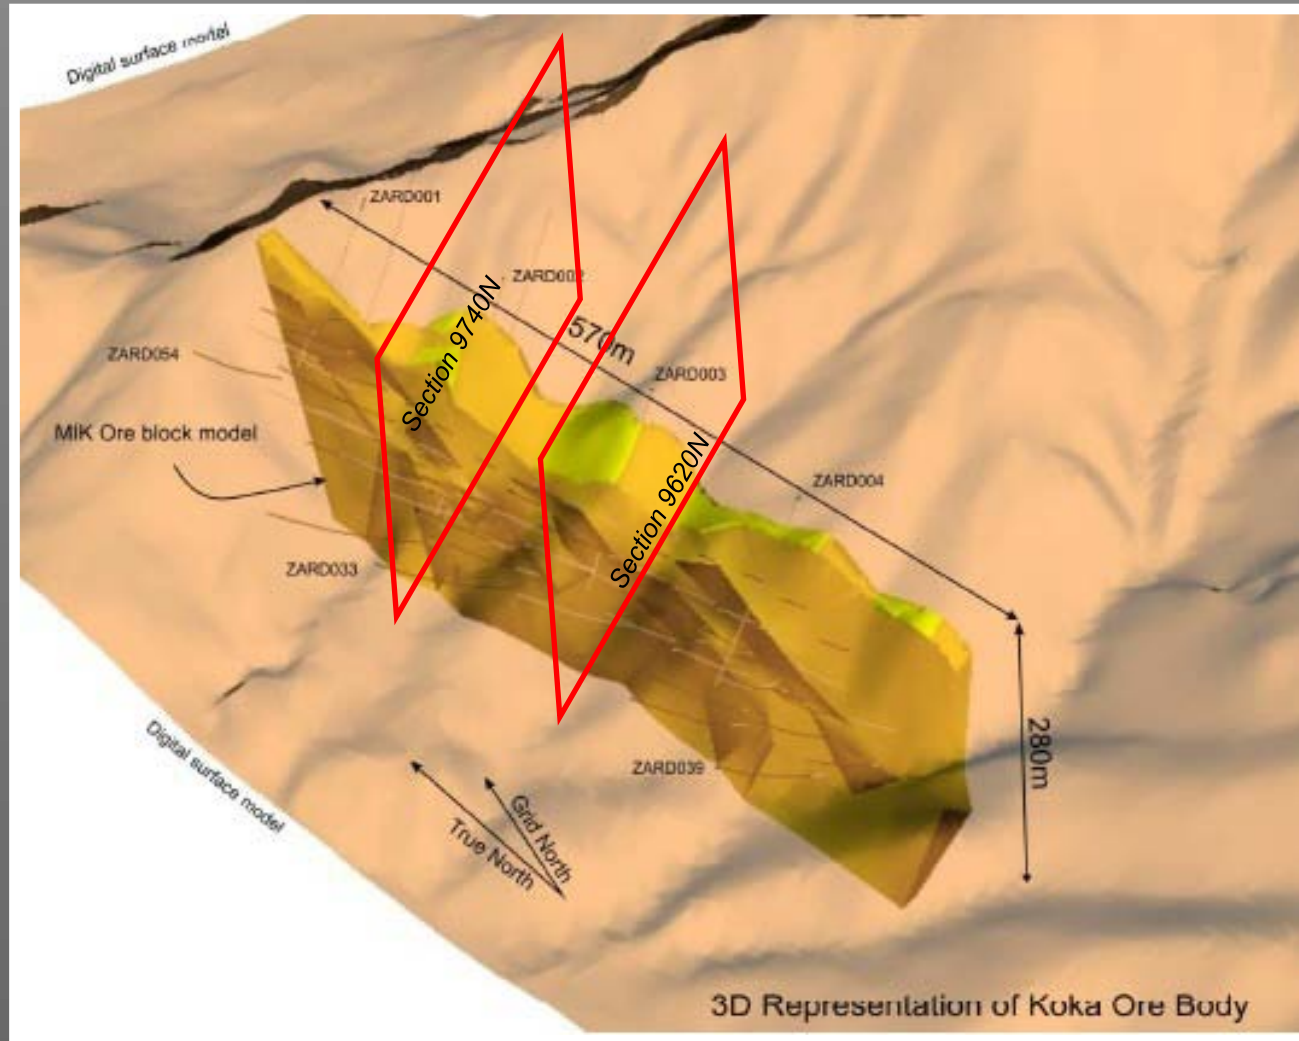 Digital surface model
ZARD001
ZARD002
Section 9740N
570m
ZARD054
ZARD003
MIK Ore block model
Section 9620N
ZARD004
ZARD033
280m
ZARD039
Digital surface model
Grid North
True North
3D Representation of Koka Ore Body